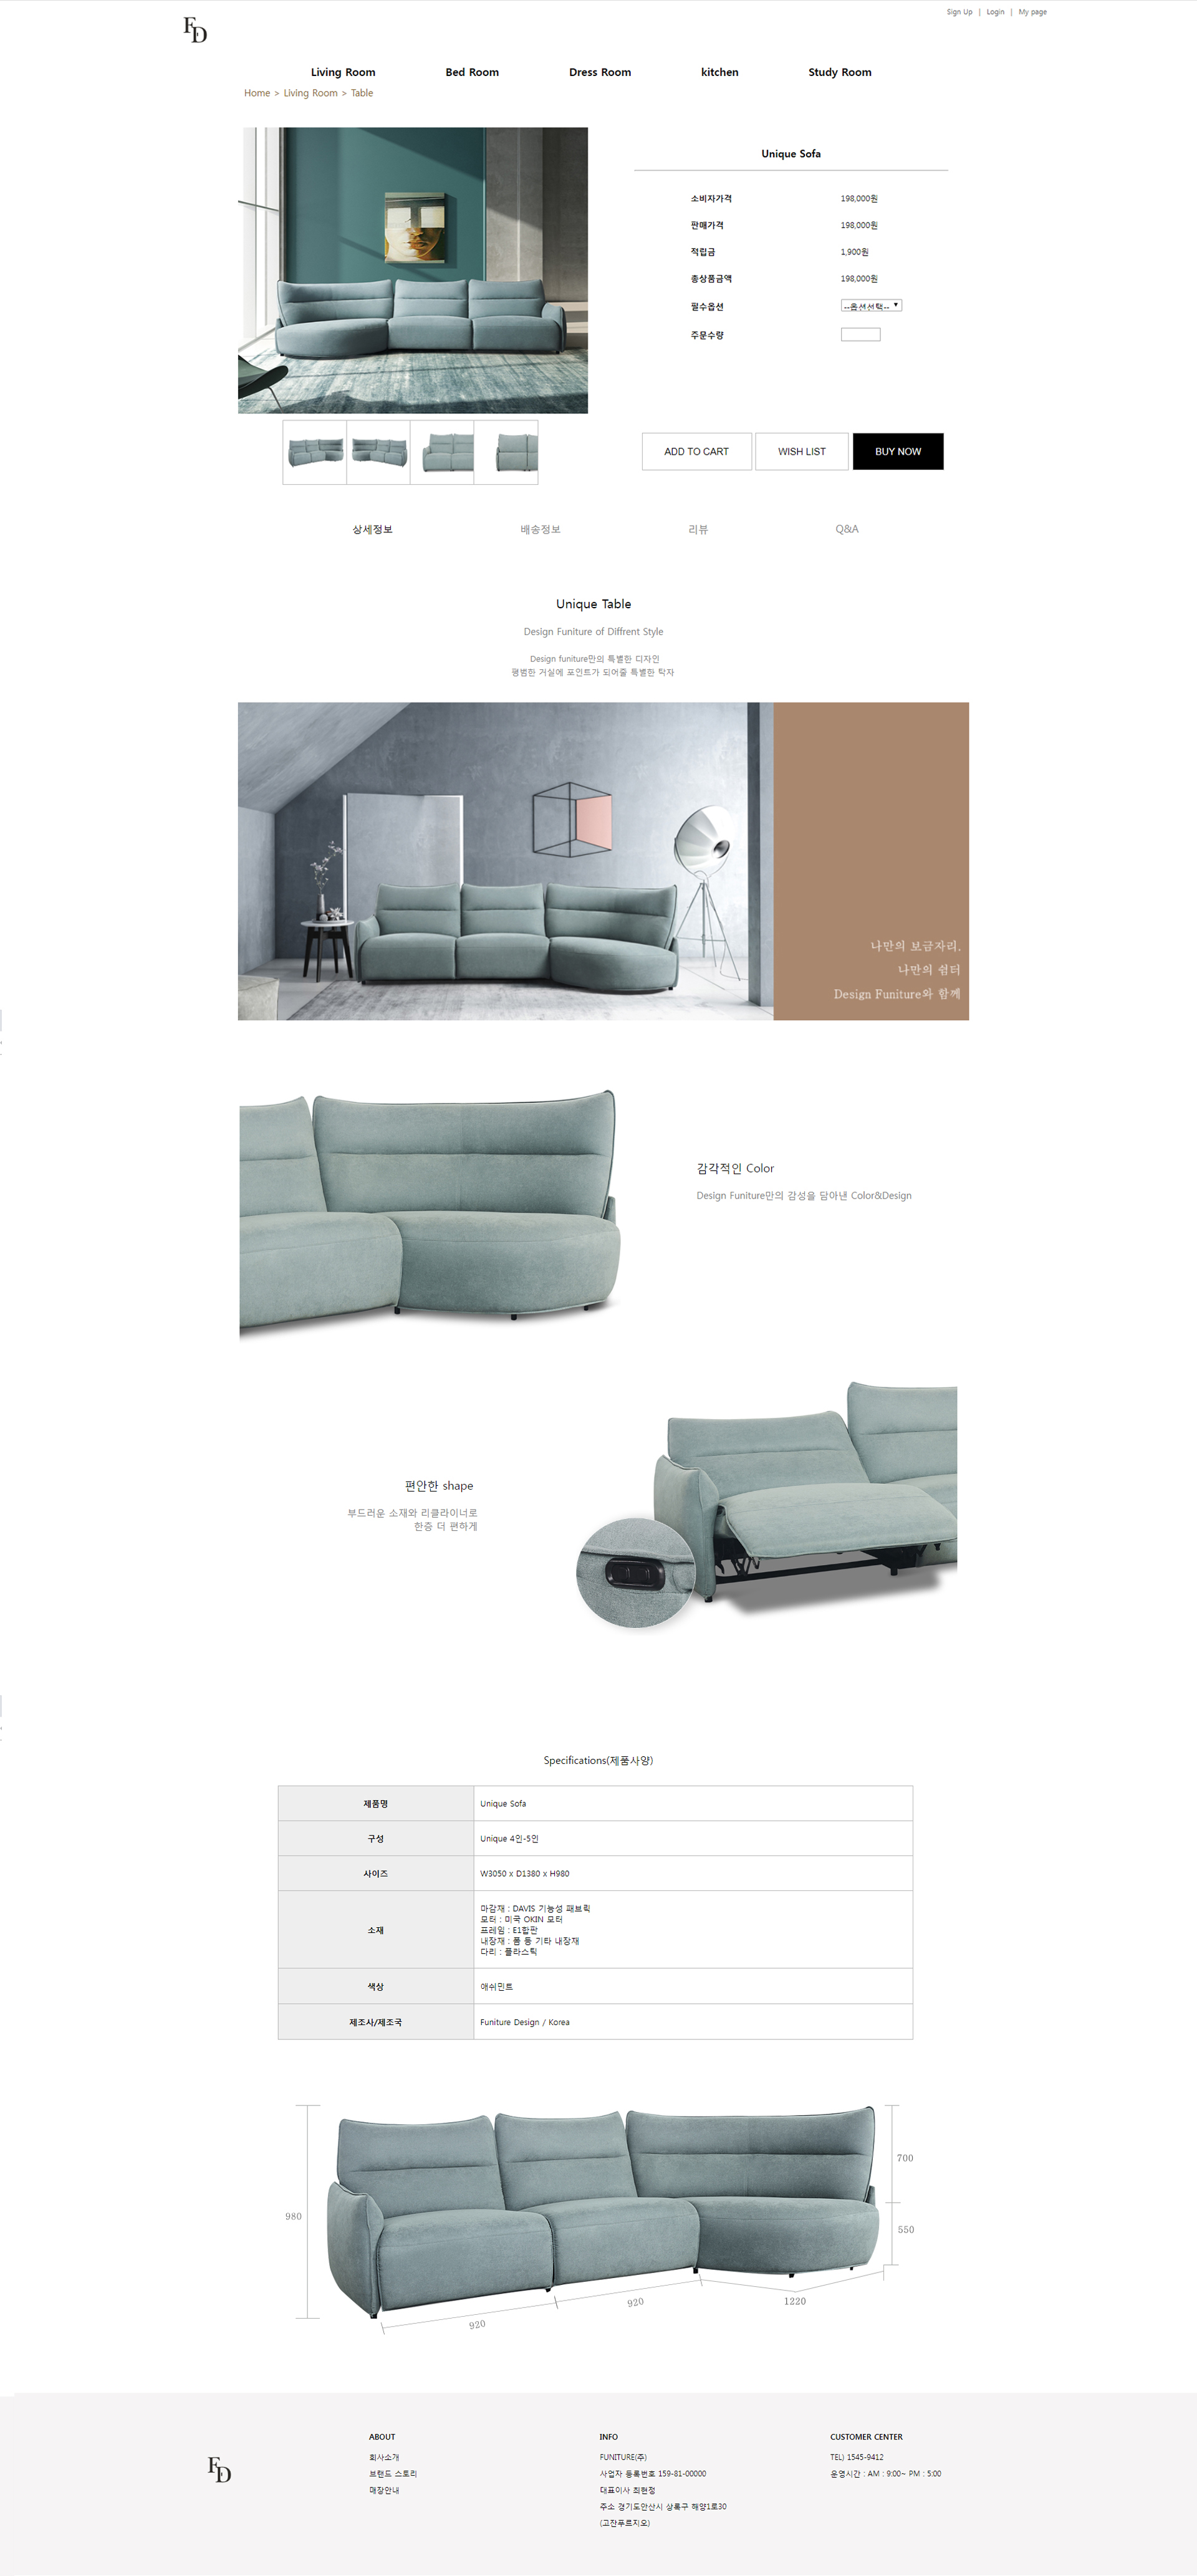 FD
Sign Up | Login | My page
Living Room Bed Room Dress Room kitchen Study Room
Home > Living Room > Table
Unique Sofa
소비자가격 198,000원
판매가격 198,000원
적립금 1,900원
총상품금액 198,000원
필수옵션 --옵션선택--
주문수량
ADD TO CART WISH LIST BUY NOW
상세정보 배송정보 리뷰 Q&A
Unique Table
Design Funiture of Diffrent Style
Design funiture만의 특별한 디자인
평범한 거실에 포인트가 되어줄 특별한 탁자
나만의 보금자리.
나만의 쉼터
Design Funiture와 함께
감각적인 Color
Design Funiture만의 감성을 담아낸 Color&Design
편안한 shape
부드러운 소재와 리클라이너로
한층 더 편하게
Specifications(제품사양)
제품명 Unique Sofa
구성 Unique 4인-5인
사이즈 W3050 x D1380 x H980
소재
마감재 : DAVIS 기능성 패브릭
모터 : 미국 OKIN 모터
프레임 : E1합판
내장재 : 폼 등 기타 내장재
다리 : 플라스틱
색상 애쉬민트
제조사/제조국 Funiture Design / Korea
700
980
550
920
920
1220
FD
ABOUT
회사소개
브랜드 스토리
매장안내
INFO
FUNITURE(주)
사업자 등록번호 159-81-00000
대표이사 최현정
주소 경기도안산시 상록구 해양1로30
(고잔푸르지오)
CUSTOMER CENTER
TEL) 1545-9412
운영시간 : AM : 9:00~ PM : 5:00